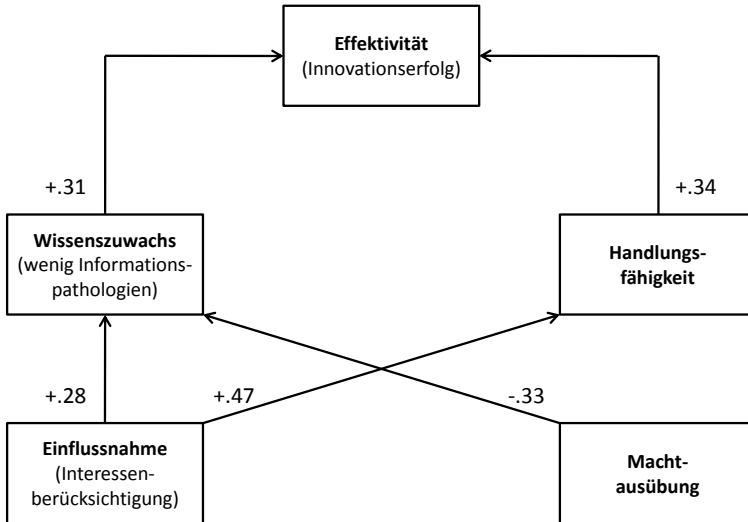 Effektivität
(Innovationserfolg)
+.31
+.34
Wissenszuwachs
(wenig Informations-
pathologien)
Handlungs-
fähigkeit
+.28
+.47
-.33
Einflussnahme
(Interessen-
berücksichtigung)
Macht-
ausübung